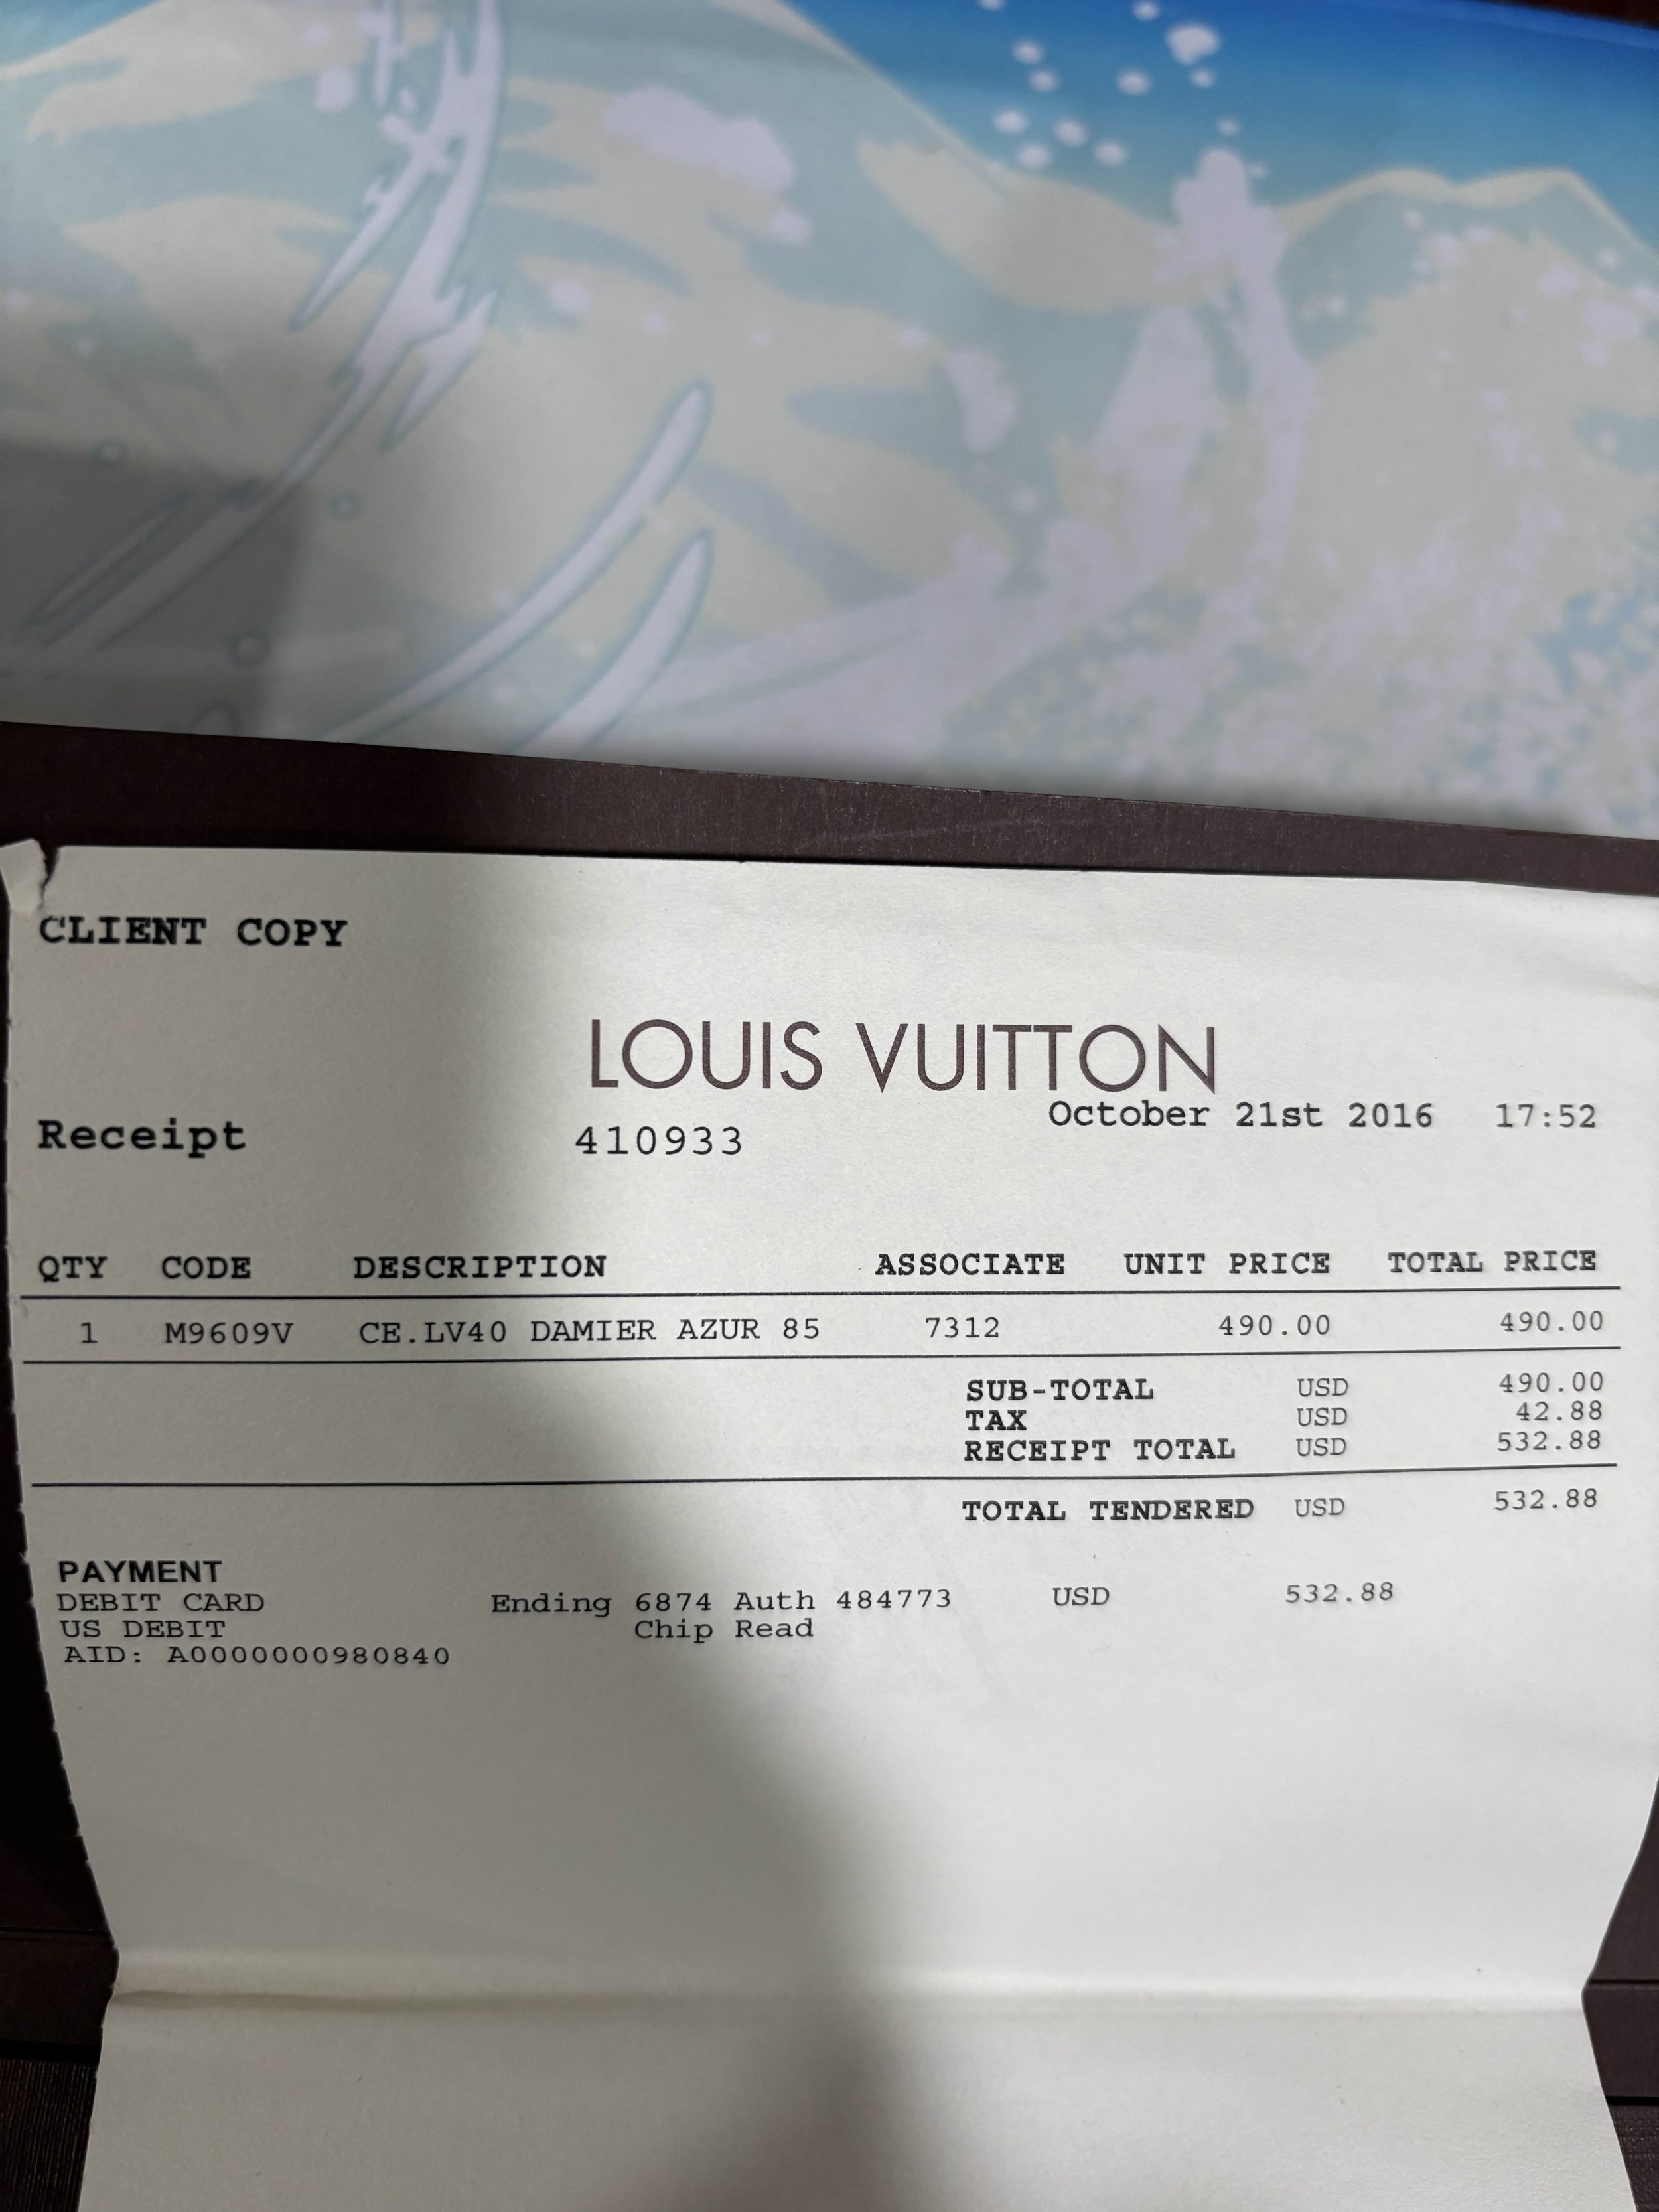 CLIENT COPY
LOUIS VUITTON
October 21st 2016 17:52
Receipt 410933
QTY CODE DESCRIPTION ASSOCIATE UNIT PRICE TOTAL PRICE
1 M9609V CE.LV40 DAMIER AZUR 85 7312 490.00 490.00
SUB-TOTAL USD 490.00
TAX USD 42.88
RECEIPT TOTAL USD 532.88
TOTAL TENDERED USD 532.88
PAYMENT
DEBIT CARD Ending 6874 Auth 484773 USD 532.88
US DEBIT Chip Read
AID: A0000000980840